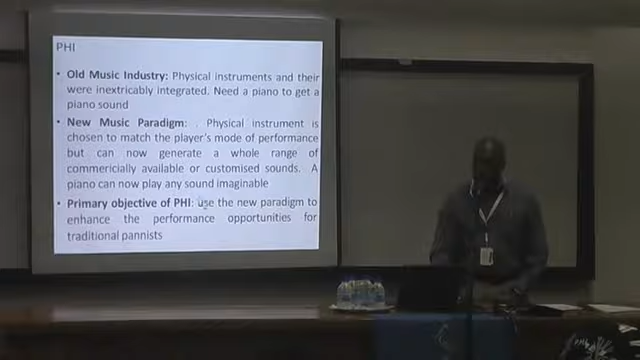 PHI
• Old Music Industry: Physical instruments and their
were inextricably integrated. Need a piano to get a
piano sound
• New Music Paradigm: . Physical instrument is
chosen to match the player's mode of performance
but can now generate a whole range of
commercially available or customised sounds. A
piano can now play any sound imaginable
• Primary objective of PHI: use the new paradigm to
enhance the performance opportunities for
traditional pannists